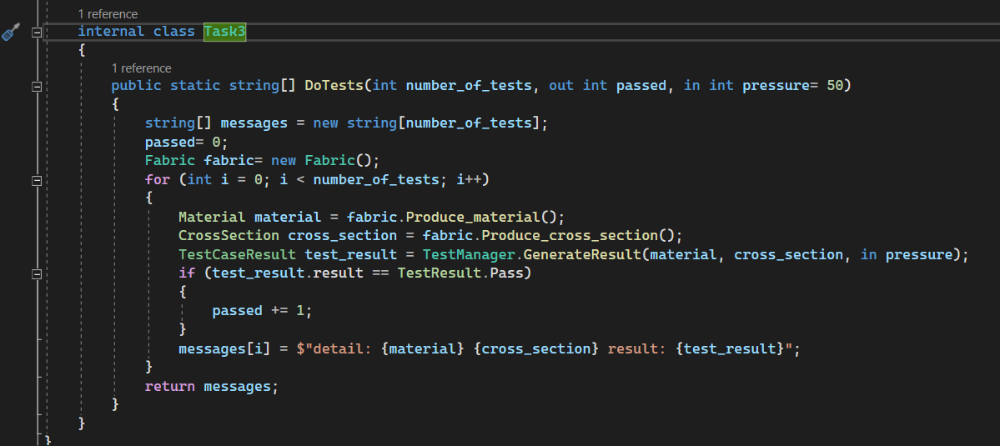 1 reference
internal class Task3
{
1 reference
public static string[] DoTests(int number_of_tests, out int passed, in int pressure= 50)
{
string[] messages = new string[number_of_tests];
passed= 0;
Fabric fabric= new Fabric();
for (int i = 0; i < number_of_tests; i++)
{
Material material = fabric.Produce_material();
CrossSection cross_section = fabric.Produce_cross_section();
TestCaseResult test_result = TestManager.GenerateResult(material, cross_section, in pressure);
if (test_result.result == TestResult.Pass)
{
passed += 1;
}
messages[i] = $"detail: {material} {cross_section} result: {test_result}";
}
return messages;
}
}
}